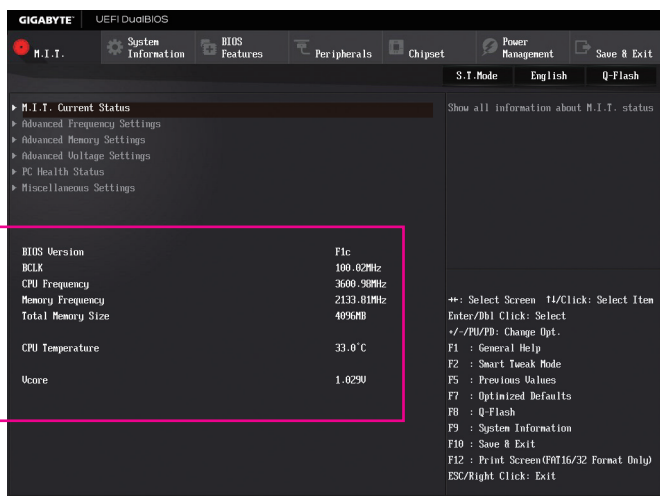 GIGABYTE™ UEFI DualBIOS
M.I.T.
System Information
BIOS Features
Peripherals
Chipset
Power Management
Save & Exit
S.T.Mode English Q-Flash
M.I.T. Current Status
Show all information about M.I.T. status
Advanced Frequency Settings
Advanced Memory Settings
Advanced Voltage Settings
PC Health Status
Miscellaneous Settings
BIOS Version F1c
BCLK 100.02MHz
CPU Frequency 3600.98MHz
Memory Frequency 2133.81MHz
Total Memory Size 4096MB
CPU Temperature 33.0°C
Vcore 1.029V
→←: Select Screen ↑↓/Click: Select Item
Enter/Dbl Click: Select
+/-/PU/PD: Change Opt.
F1 : General Help
F2 : Smart Tweak Mode
F5 : Previous Values
F7 : Optimized Defaults
F8 : Q-Flash
F9 : System Information
F10 : Save & Exit
F12 : Print Screen(FAT16/32 Format Only)
ESC/Right Click: Exit